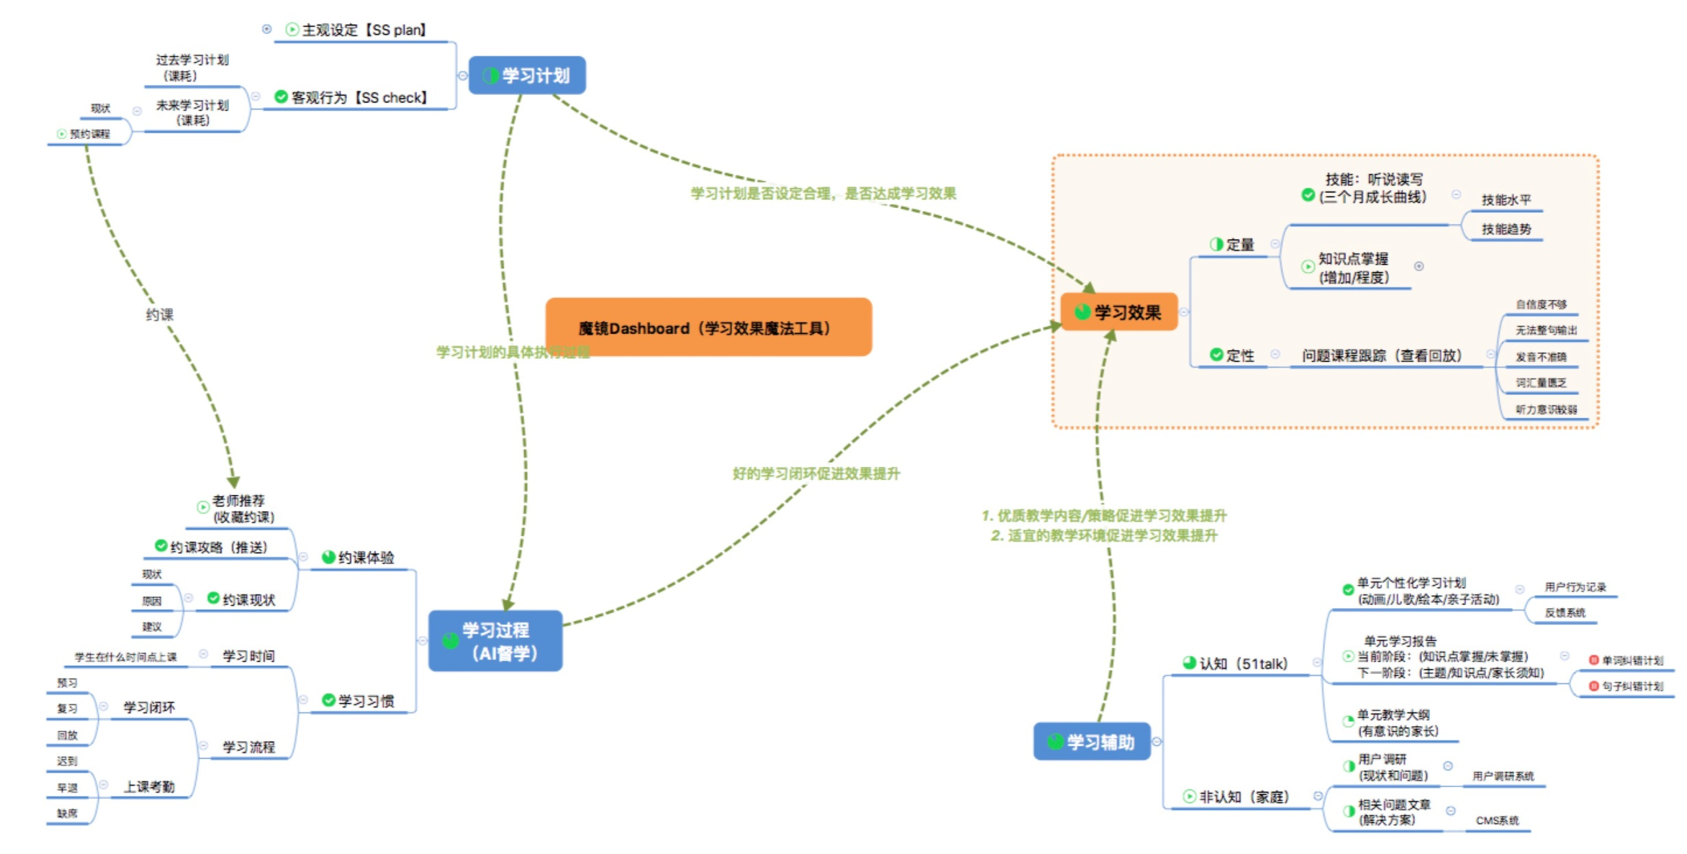 主观设定【SS plan】
学习计划
过去学习计划
（课耗）
客观行为【SS check】
未来学习计划
（课耗）
现状
预约课程
学习计划是否设定合理，是否达成学习效果
约课
学习计划的具体执行过程
魔镜Dashboard（学习效果魔法工具）
技能：听说读写
(三个月成长曲线)
技能水平
技能趋势
定量
知识点掌握
(增加/程度)
学习效果
定性
问题课程跟踪（查看回放）
自信度不够
无法整句输出
发音不准确
词汇量匮乏
听力意识较弱
好的学习闭环促进效果提升
1. 优质教学内容/策略促进学习效果提升
2. 适宜的教学环境促进学习效果提升
老师推荐
(收藏约课)
约课攻略（推送）
约课体验
现状
原因
建议
约课现状
学习过程
（AI督学）
学生在什么时间点上课
学习时间
学习习惯
预习
复习
回放
学习闭环
学习流程
迟到
早退
缺席
上课考勤
单元个性化学习计划
(动画/儿歌/绘本/亲子活动)
用户行为记录
反馈系统
认知（51talk）
单元学习报告
当前阶段：(知识点掌握/未掌握)
下一阶段：(主题/知识点/家长须知)
单词纠错计划
句子纠错计划
单元教学大纲
(有意识的家长)
学习辅助
非认知（家庭）
用户调研
(现状和问题)
用户调研系统
相关问题文章
(解决方案)
CMS系统